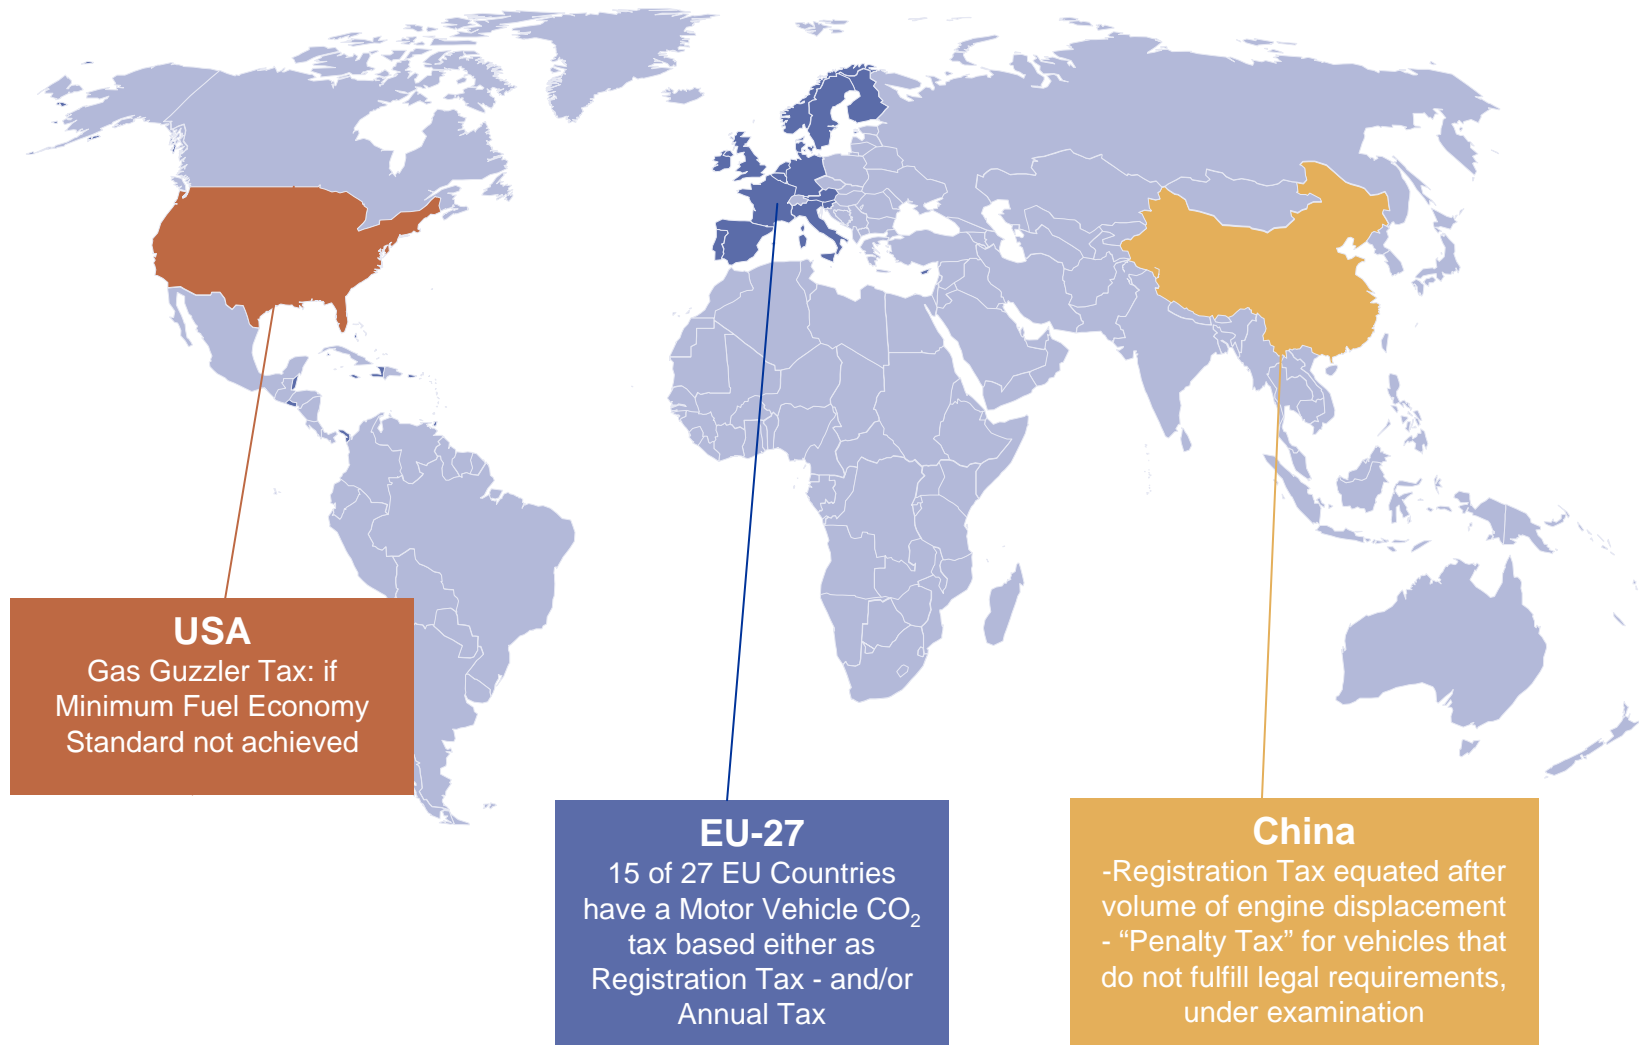 USA
Gas Guzzler Tax: if
Minimum Fuel Economy
Standard not achieved
EU-27
15 of 27 EU Countries
have a Motor Vehicle CO₂
tax based either as
Registration Tax - and/or
Annual Tax
China
-Registration Tax equated after
volume of engine displacement
- “Penalty Tax” for vehicles that
do not fulfill legal requirements,
under examination